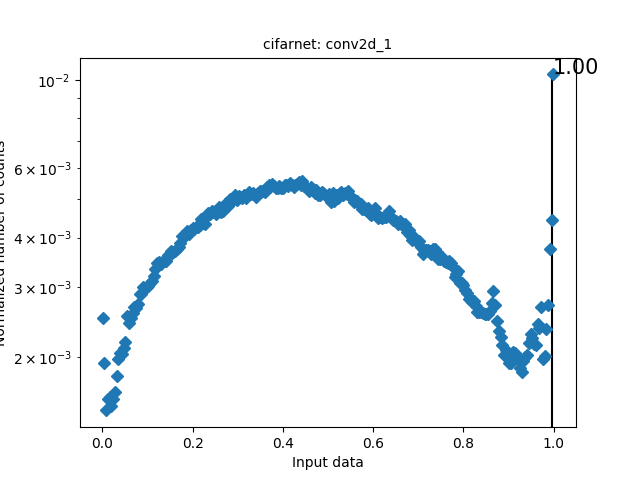 cifarnet: conv2d_1
1.00
10⁻²
6 × 10⁻³
4 × 10⁻³
3 × 10⁻³
2 × 10⁻³
Normalized number of counts
0.0 0.2 0.4 0.6 0.8 1.0
Input data